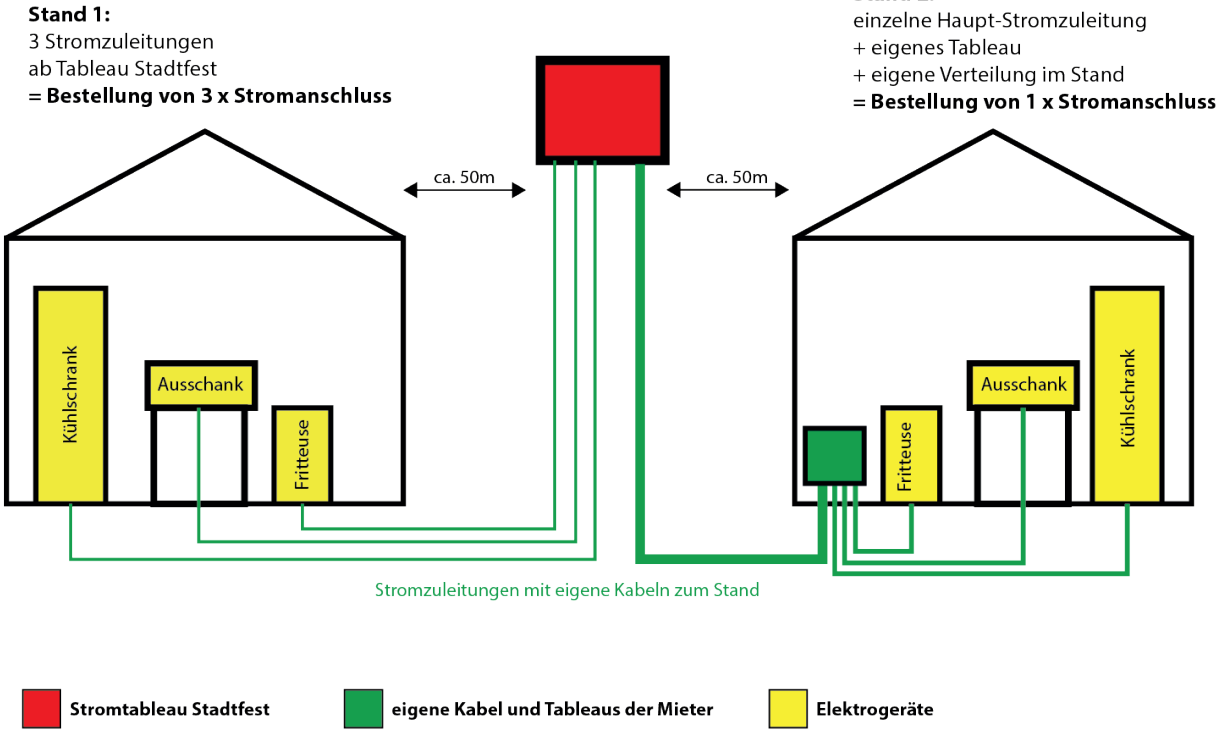 Stand 1:
3 Stromzuleitungen
ab Tableau Stadtfest
= Bestellung von 3 x Stromanschluss
einzelne Haupt-Stromzuleitung
+ eigenes Tableau
+ eigene Verteilung im Stand
= Bestellung von 1 x Stromanschluss
ca. 50m
ca. 50m
Kühlschrank
Ausschank
Fritteuse
Fritteuse
Ausschank
Kühlschrank
Stromzuleitungen mit eigene Kabeln zum Stand
Stromtableau Stadtfest
eigene Kabel und Tableaus der Mieter
Elektrogeräte